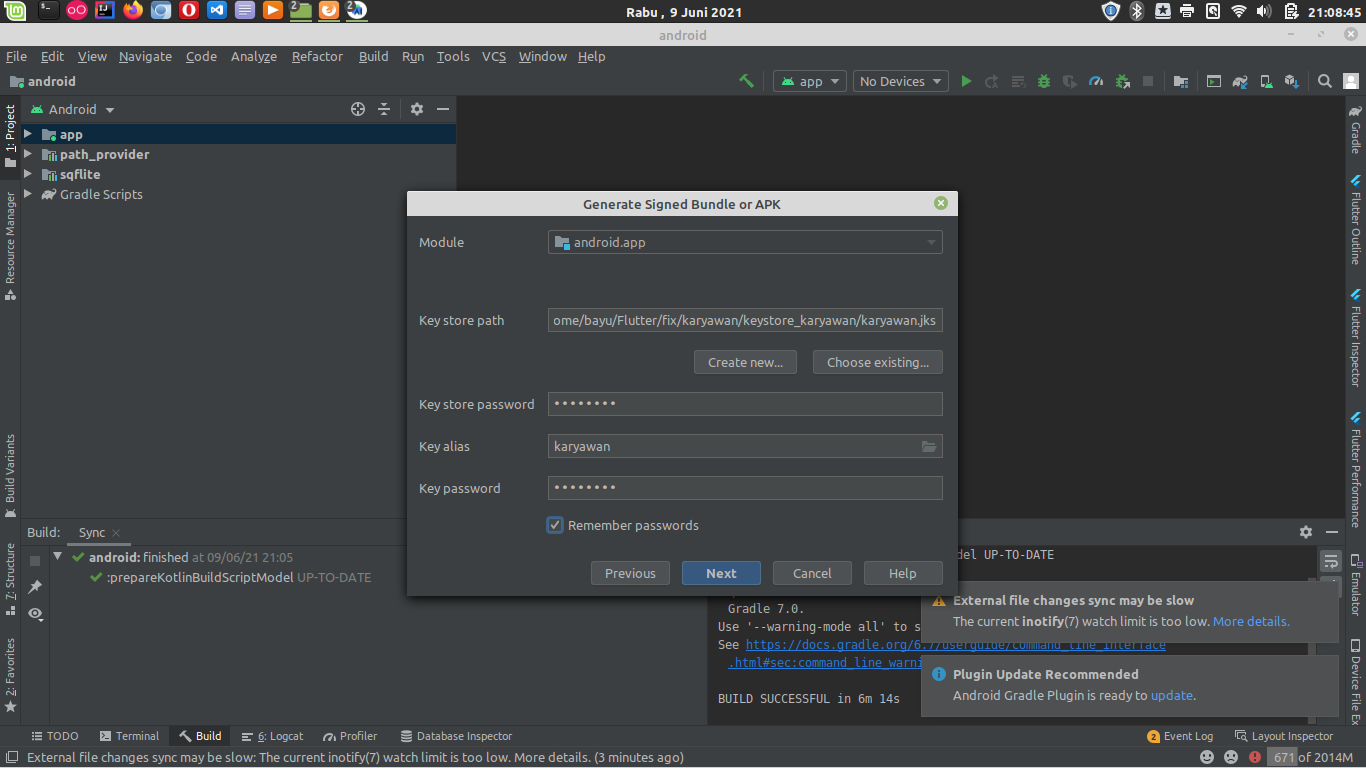 Rabu , 9 Juni 2021
21:08:45
android
File Edit View Navigate Code Analyze Refactor Build Run Tools VCS Window Help
android
app
No Devices
Android
app
path_provider
sqflite
Gradle Scripts
1: Project
Resource Manager
Build Variants
7: Structure
2: Favorites
Gradle
Flutter Outline
Flutter Inspector
Flutter Performance
Emulator
Device File Ex
Generate Signed Bundle or APK
Module
android.app
Key store path
ome/bayu/Flutter/fix/karyawan/keystore_karyawan/karyawan.jks
Create new...
Choose existing...
Key store password
••••••••
Key alias
karyawan
Key password
••••••••
Remember passwords
Previous
Next
Cancel
Help
Build:
Sync
android: finished at 09/06/21 21:05
:prepareKotlinBuildScriptModel UP-TO-DATE
del UP-TO-DATE
Gradle 7.0.
Use '--warning-mode all' to s
See https://docs.gradle.org/6.7/userguide/command_line_interface
.html#sec:command_line_warni
BUILD SUCCESSFUL in 6m 14s
External file changes sync may be slow
The current inotify(7) watch limit is too low. More details.
Plugin Update Recommended
Android Gradle Plugin is ready to update.
TODO
Terminal
Build
6: Logcat
Profiler
Database Inspector
2 Event Log
Layout Inspector
External file changes sync may be slow: The current inotify(7) watch limit is too low. More details. (3 minutes ago)
671 of 2014M